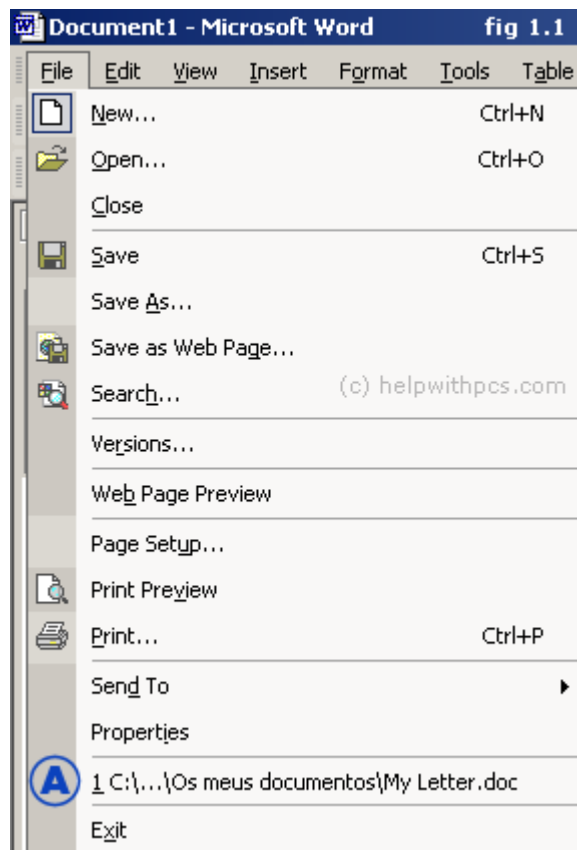 Document1 - Microsoft Word fig 1.1
File Edit View Insert Format Tools Table
New... Ctrl+N
Open... Ctrl+O
Close
Save Ctrl+S
Save As...
Save as Web Page...
Search... (c) helpwithpcs.com
Versions...
Web Page Preview
Page Setup...
Print Preview
Print... Ctrl+P
Send To
Properties
A 1 C:\...\Os meus documentos\My Letter.doc
Exit